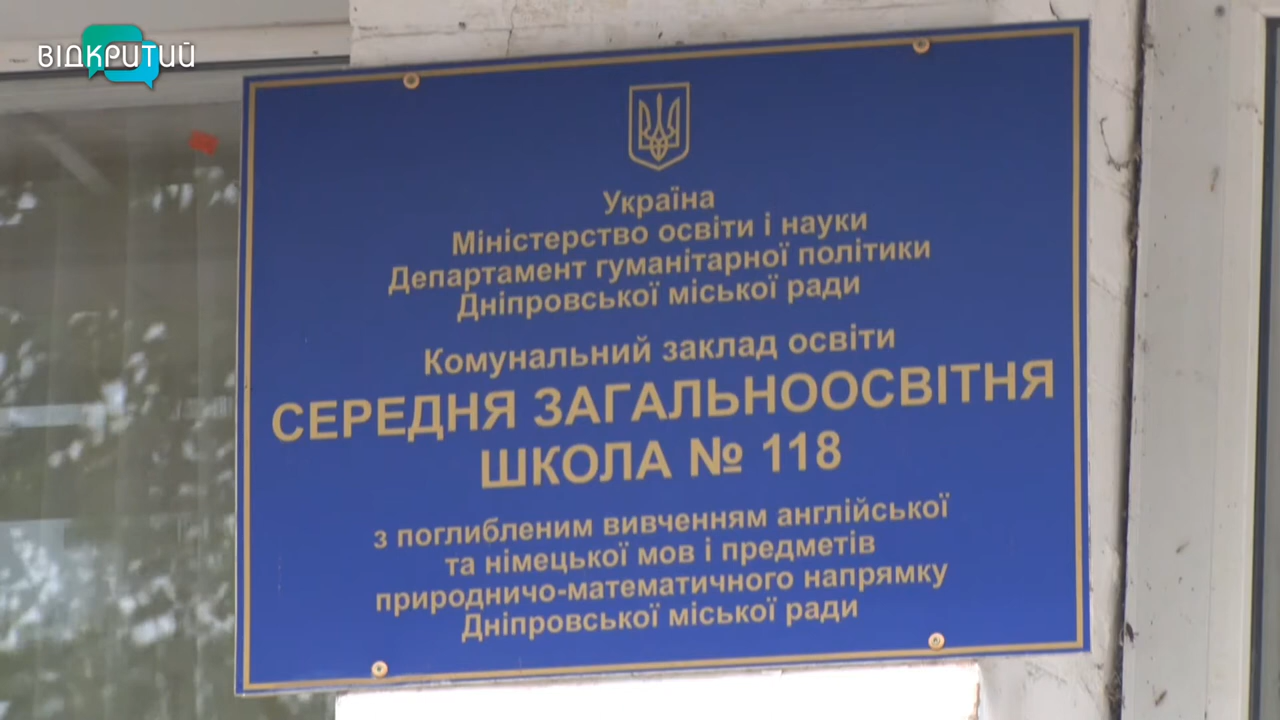 ВІДКРИТИЙ
Україна
Міністерство освіти і науки
Департамент гуманітарної політики
Дніпровської міської ради
Комунальний заклад освіти
СЕРЕДНЯ ЗАГАЛЬНООСВІТНЯ
ШКОЛА № 118
з поглибленим вивченням англійської
та німецької мов і предметів
природничо-математичного напрямку
Дніпровської міської ради